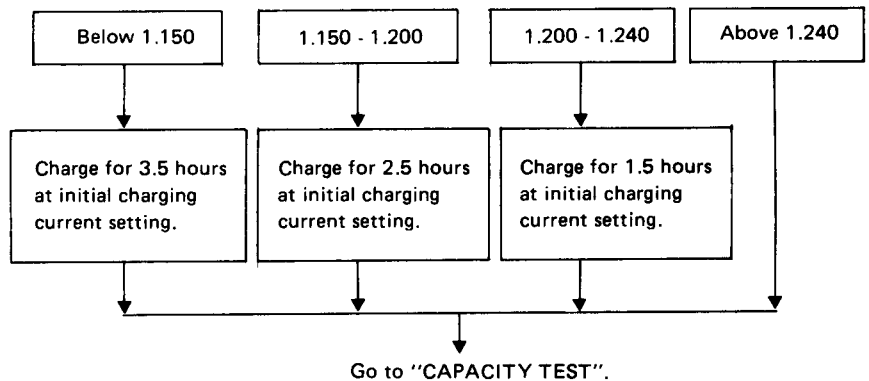 Below 1.150
1.150 - 1.200
1.200 - 1.240
Above 1.240
Charge for 3.5 hours
at initial charging
current setting.
Charge for 2.5 hours
at initial charging
current setting.
Charge for 1.5 hours
at initial charging
current setting.
Go to "CAPACITY TEST".